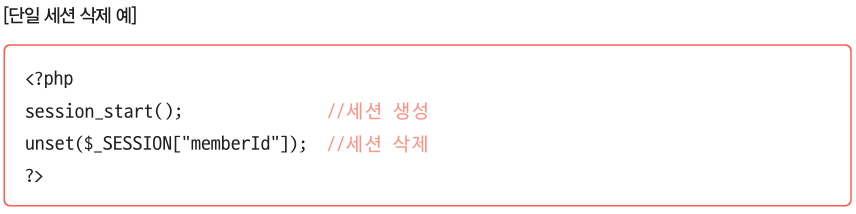 [단일 세션 삭제 예]
<?php
session_start(); //세션 생성
unset($_SESSION["memberId"]); //세션 삭제
?>